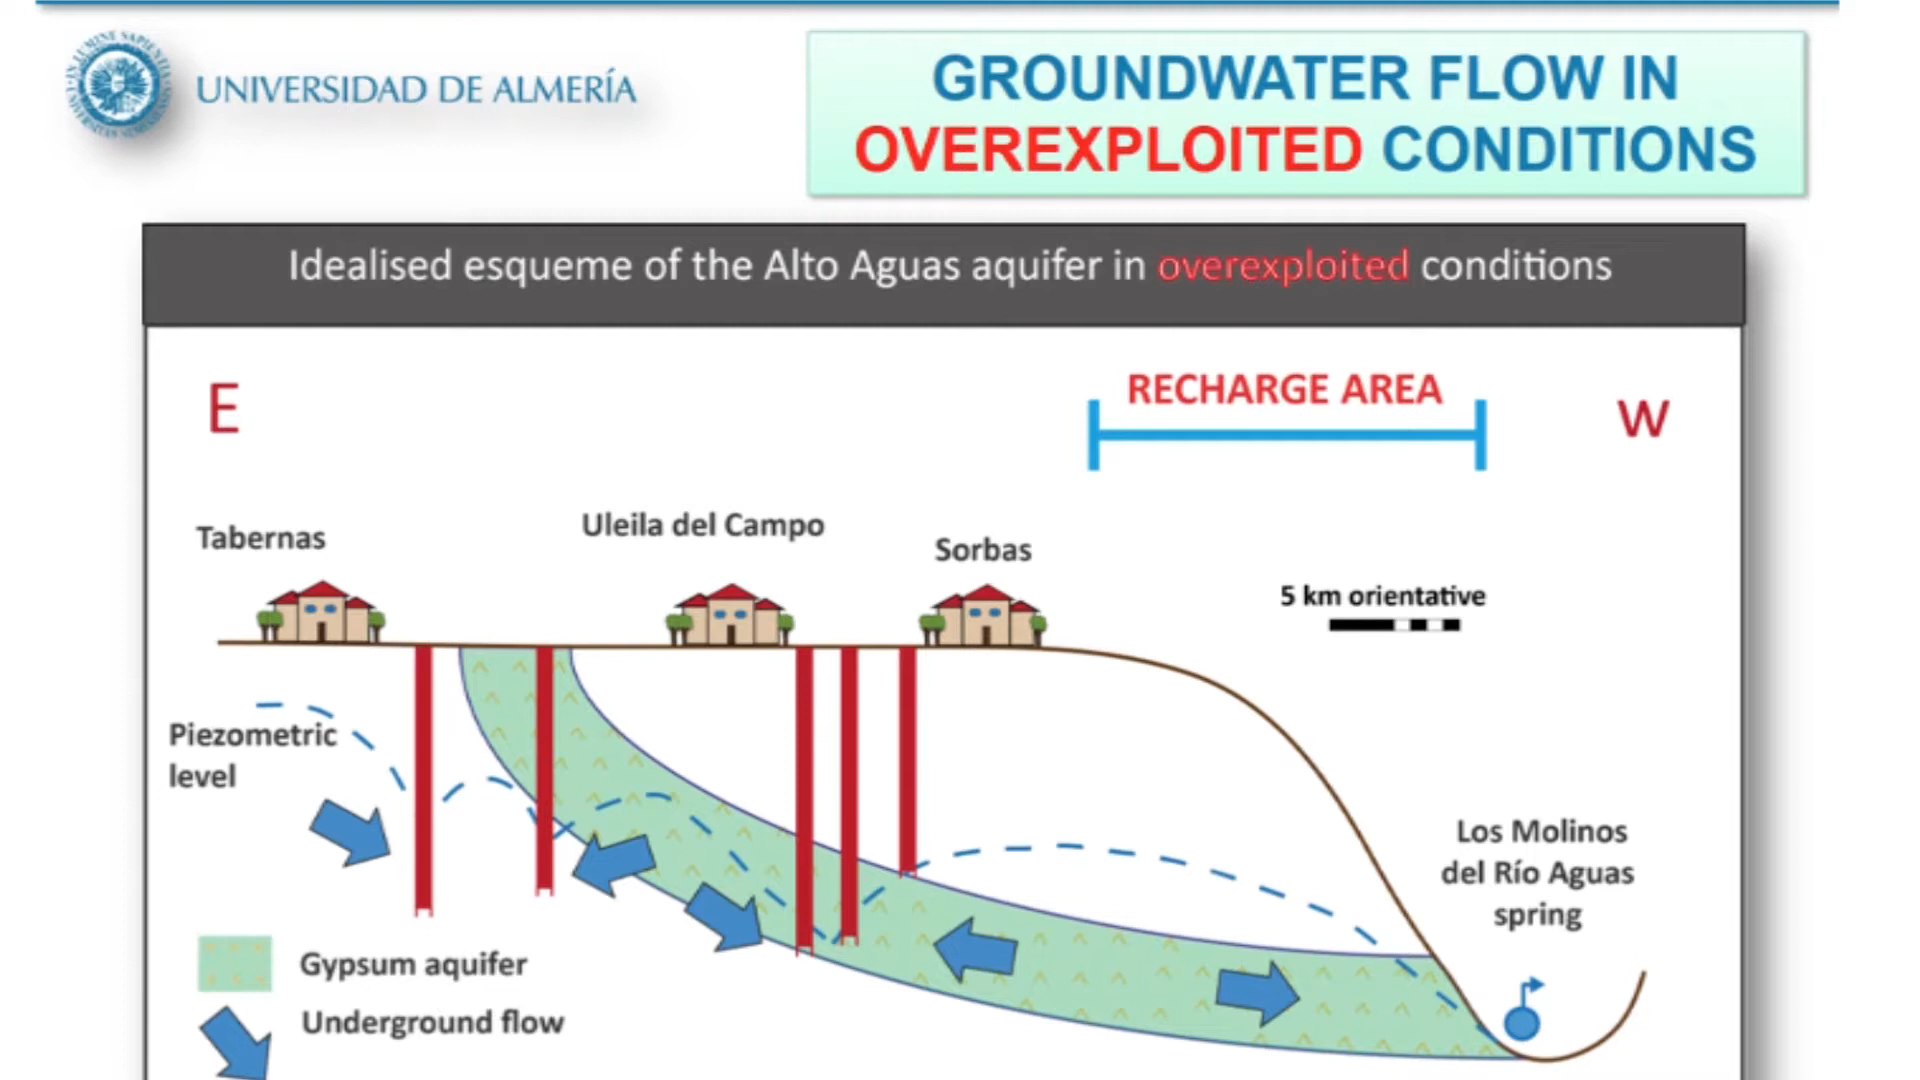 UNIVERSIDAD DE ALMERÍA
GROUNDWATER FLOW IN
OVEREXPLOITED CONDITIONS
Idealised esqueme of the Alto Aguas aquifer in overexploited conditions
E
RECHARGE AREA
W
Tabernas
Uleila del Campo
Sorbas
5 km orientative
Piezometric
level
Los Molinos
del Río Aguas
spring
Gypsum aquifer
Underground flow